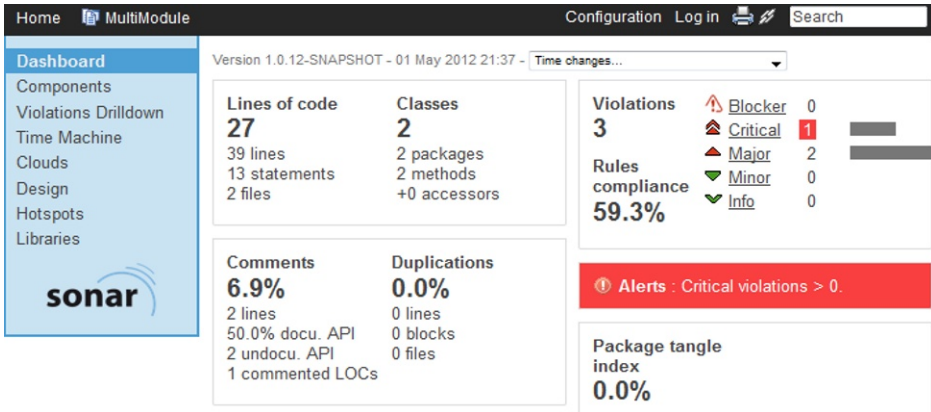 Home MultiModule Configuration Log in Search
Dashboard
Components
Violations Drilldown
Time Machine
Clouds
Design
Hotspots
Libraries
sonar
Version 1.0.12-SNAPSHOT - 01 May 2012 21:37 - Time changes...
Lines of code
27
39 lines
13 statements
2 files
Classes
2
2 packages
2 methods
+0 accessors
Violations
3
Rules
compliance
59.3%
Blocker 0
Critical 1
Major 2
Minor 0
Info 0
Comments
6.9%
2 lines
50.0% docu. API
2 undocu. API
1 commented LOCs
Duplications
0.0%
0 lines
0 blocks
0 files
Alerts : Critical violations > 0.
Package tangle
index
0.0%